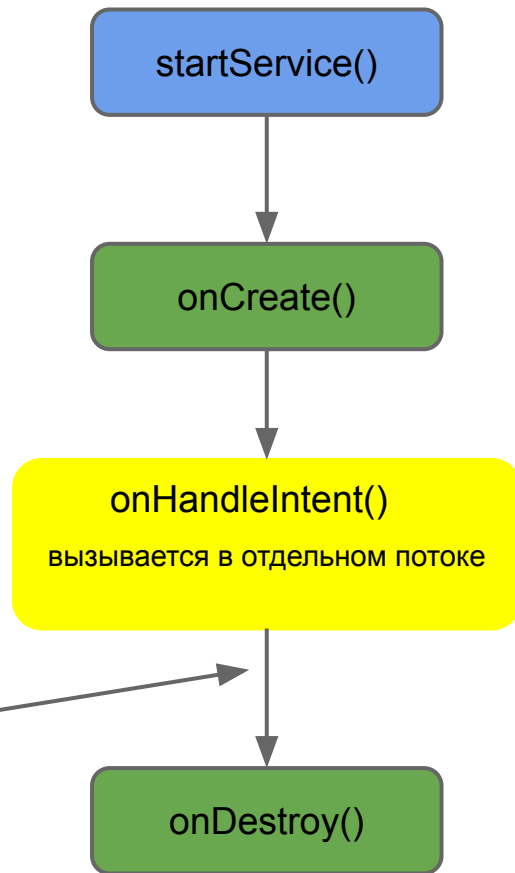 startService()
onCreate()
onHandleIntent()
вызывается в отдельном потоке
onDestroy()